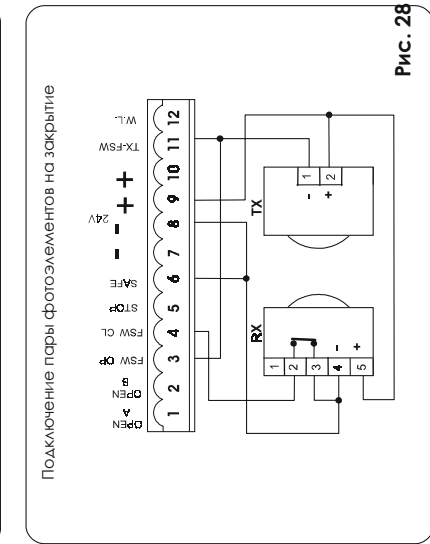 Подключение пары фотоэлементов на закрытие
OPEN A
OPEN B
FSW OP
FSW CL
STOP
SAFE
- - 24V + +
TX-FSW
W.L.
1 2 3 4 5 6 7 8 9 10 11 12
RX
1
2
3
4 -
5 +
TX
1 -
2 +
Рис. 28